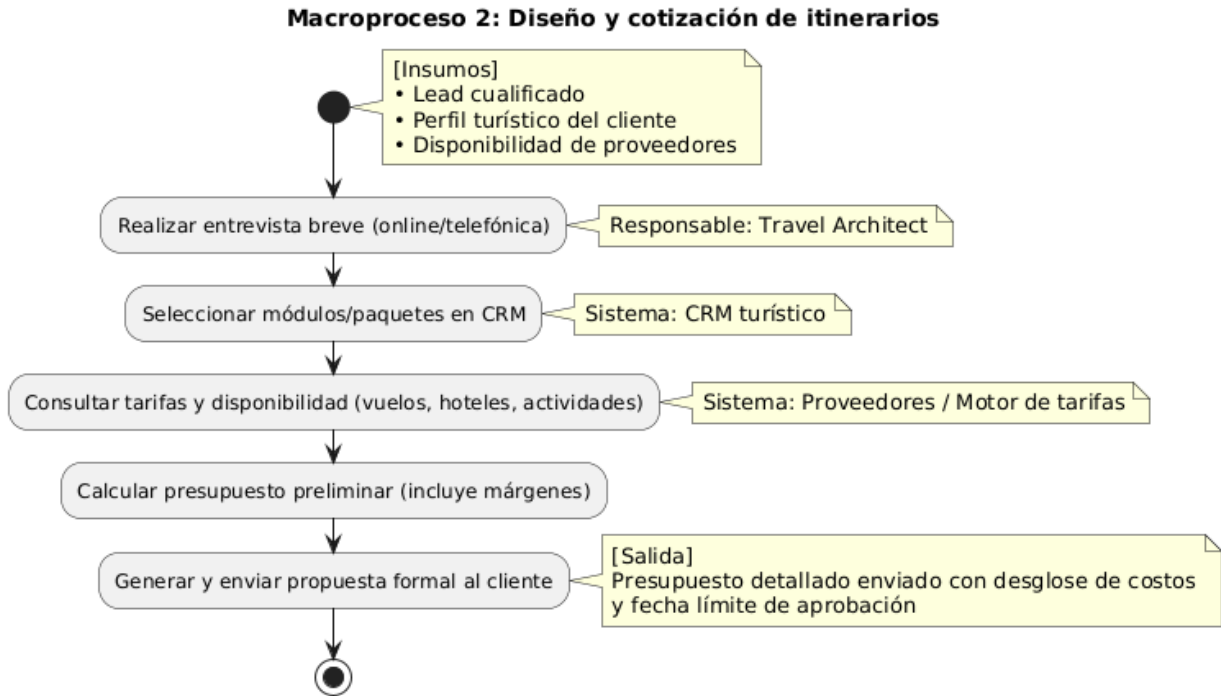 Macroproceso 2: Diseño y cotización de itinerarios
[Insumos]
• Lead cualificado
• Perfil turístico del cliente
• Disponibilidad de proveedores
Realizar entrevista breve (online/telefónica)
Responsable: Travel Architect
Seleccionar módulos/paquetes en CRM
Sistema: CRM turístico
Consultar tarifas y disponibilidad (vuelos, hoteles, actividades)
Sistema: Proveedores / Motor de tarifas
Calcular presupuesto preliminar (incluye márgenes)
Generar y enviar propuesta formal al cliente
[Salida]
Presupuesto detallado enviado con desglose de costos
y fecha límite de aprobación